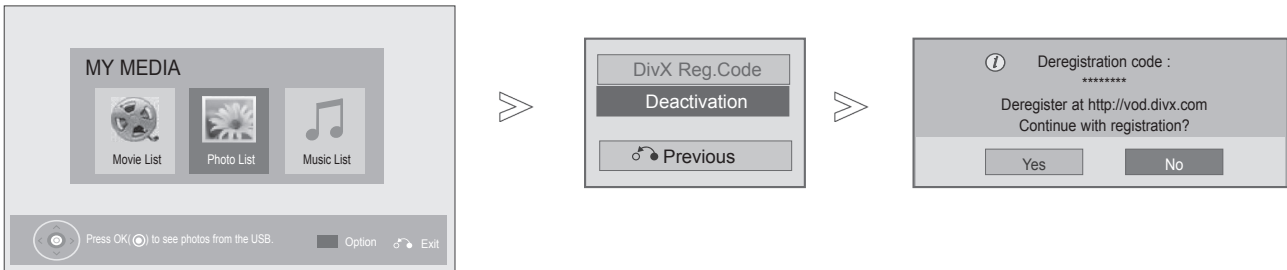 MY MEDIA
Movie List
Photo List
Music List
Press OK(◉) to see photos from the USB.
Option
Exit
DivX Reg.Code
Deactivation
Previous
Deregistration code :
********
Deregister at http://vod.divx.com
Continue with registration?
Yes
No